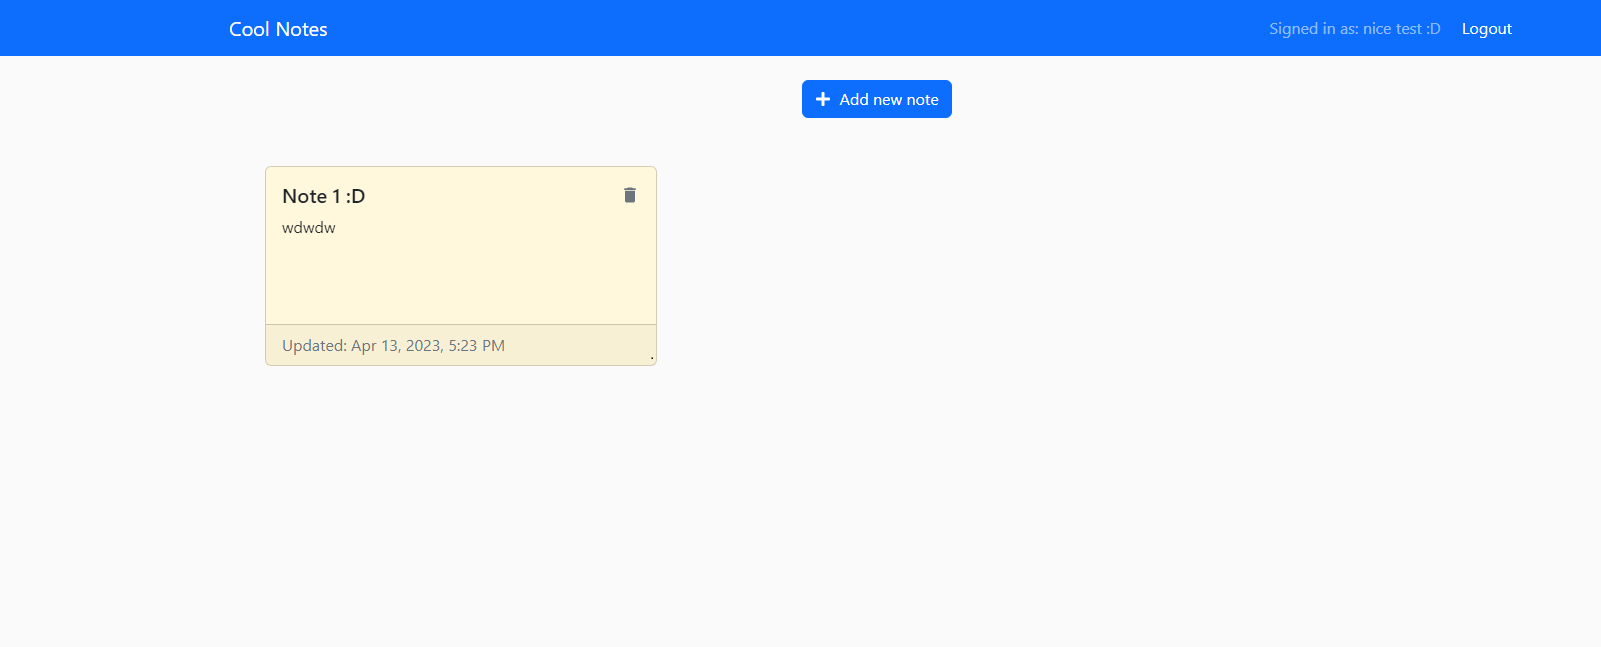 Cool Notes
Signed in as: nice test :D
Logout
Add new note
Note 1 :D
wdwdw
Updated: Apr 13, 2023, 5:23 PM
.